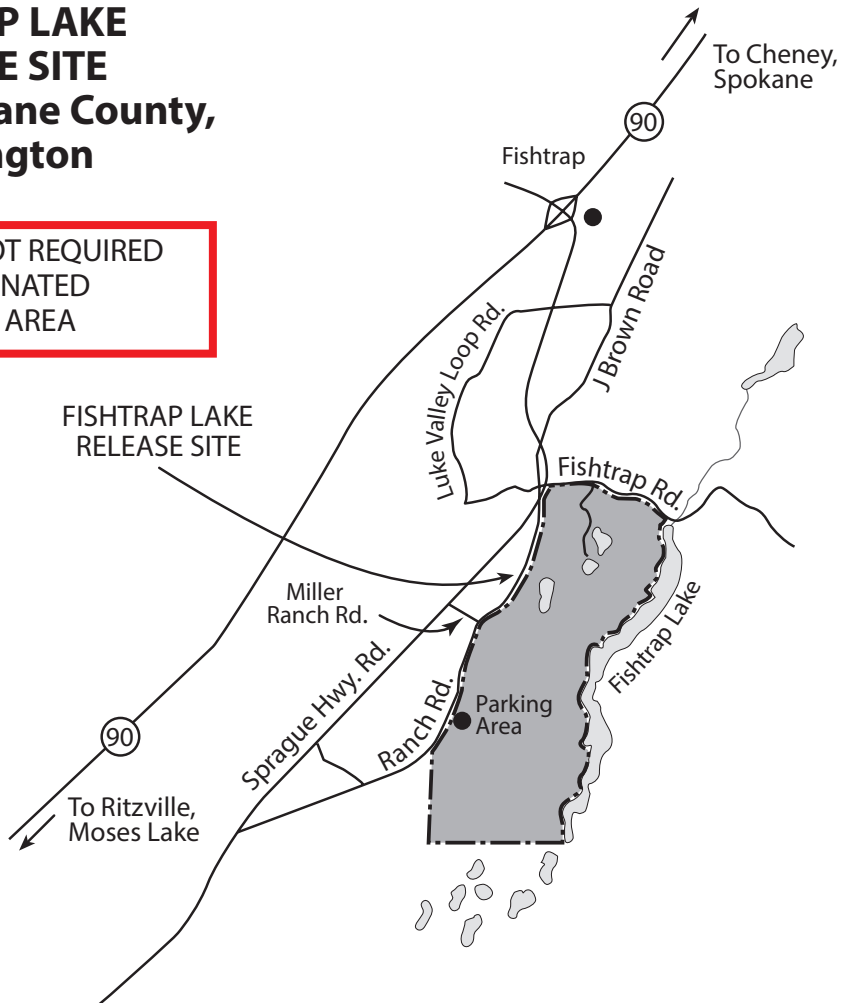 P LAKE
E SITE
ane County,
ngton
OT REQUIRED
NATED
AREA
To Cheney,
Spokane
90
Fishtrap
J Brown Road
Luke Valley Loop Rd.
FISHTRAP LAKE
RELEASE SITE
Fishtrap Rd.
Miller
Ranch Rd.
Fishtrap Lake
Sprague Hwy. Rd.
Ranch Rd.
Parking
Area
90
To Ritzville,
Moses Lake